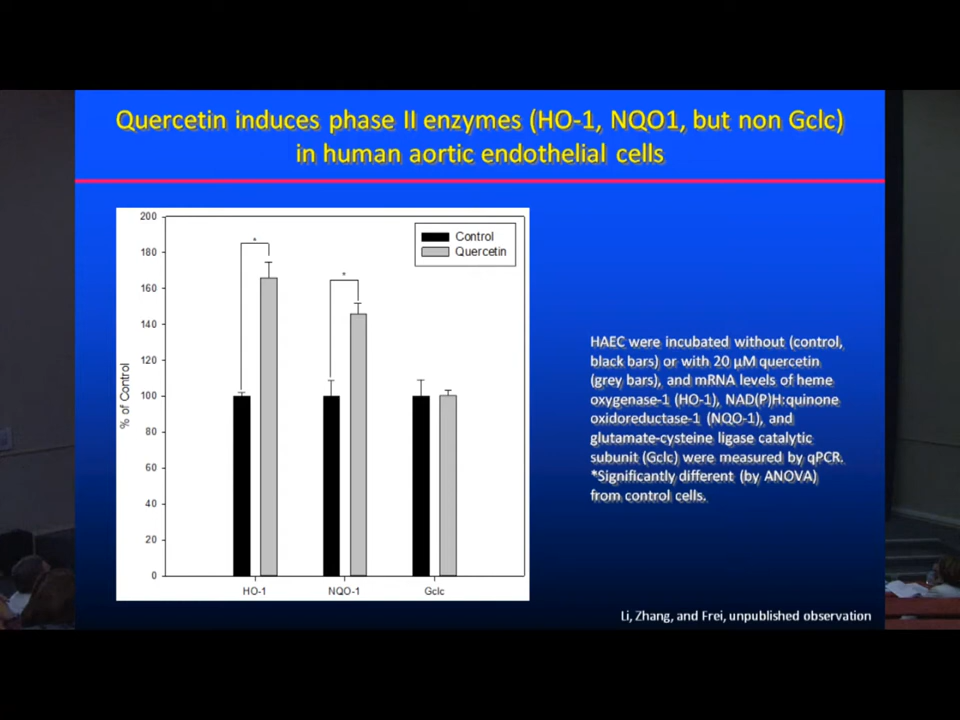 Quercetin induces phase II enzymes (HO-1, NQO1, but non Gclc)
in human aortic endothelial cells
200
180
160
140
120
100
80
60
40
20
0
% of Control
*
*
Control
Quercetin
HO-1
NQO-1
Gclc
HAEC were incubated without (control,
black bars) or with 20 µM quercetin
(grey bars), and mRNA levels of heme
oxygenase-1 (HO-1), NAD(P)H:quinone
oxidoreductase-1 (NQO-1), and
glutamate-cysteine ligase catalytic
subunit (Gclc) were measured by qPCR.
*Significantly different (by ANOVA)
from control cells.
Li, Zhang, and Frei, unpublished observation